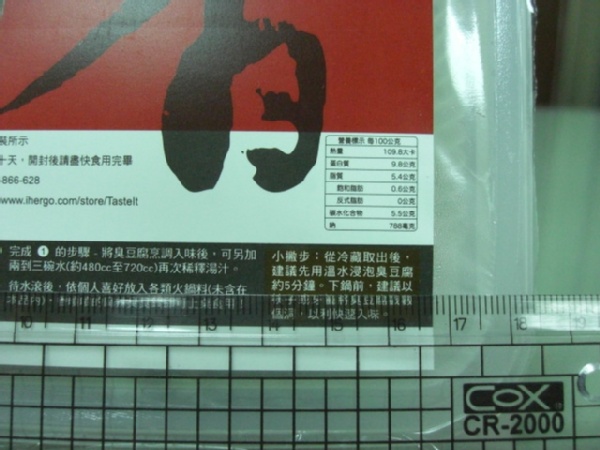 裝所示
十天，開封後請盡快食用完畢
-866-628
www.ihergo.com/store/TasteIt
營養標示 每100公克
熱量 109.8大卡
蛋白質 9.8公克
脂質 5.4公克
飽和脂肪 0.6公克
反式脂肪 0公克
碳水化合物 5.5公克
鈉 788毫克
完成 1 的步驟，將臭豆腐烹調入味後，可另加
兩到三碗水(約480cc至720cc)再次稀釋湯汁。
待水滾後，依個人喜好放入各類火鍋料(未含在
小撇步：從冷藏取出後，
建議先用溫水浸泡臭豆腐
約5分鐘。下鍋前，建議以
個洞，以利快速入味。
10 11 12 13 14 15 16 17 18
COX
CR-2000